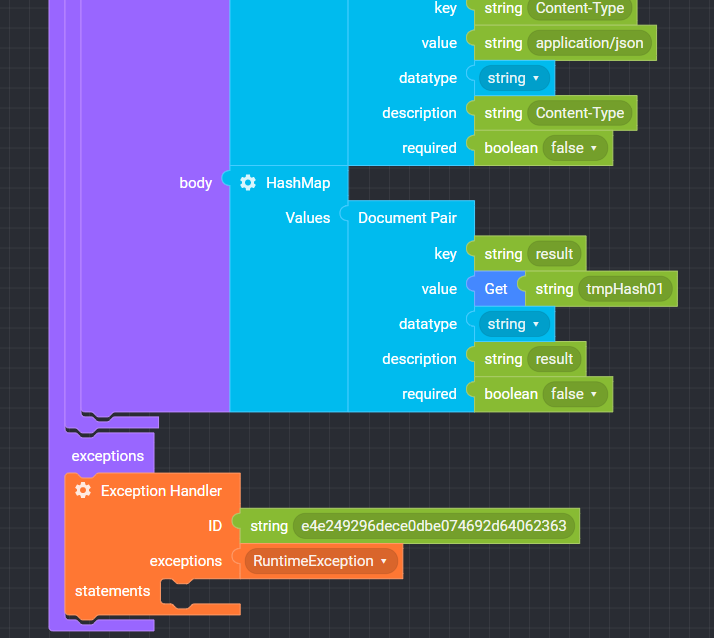 key string Content-Type
value string application/json
datatype string
description string Content-Type
required boolean false
body HashMap
Values Document Pair
key string result
value Get string tmpHash01
datatype string
description string result
required boolean false
exceptions
Exception Handler
ID string e4e249296dece0dbe074692d64062363
exceptions RuntimeException
statements